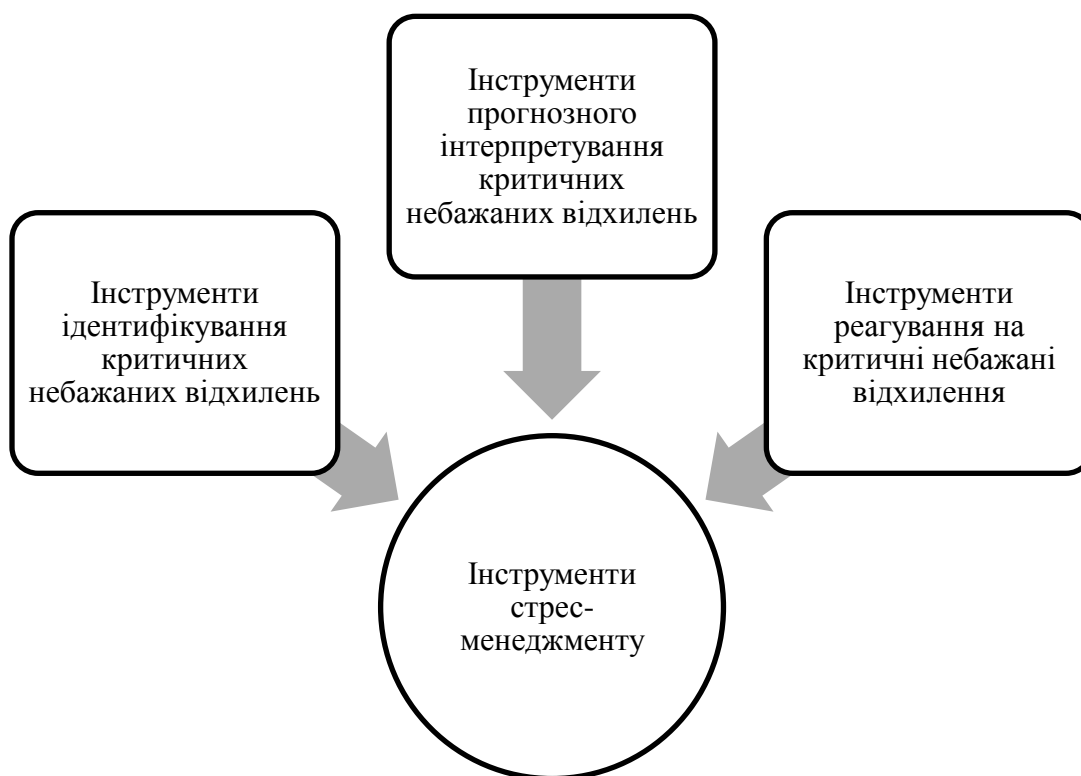 Інструменти
прогнозного
інтерпретування
критичних
небажаних відхилень
Інструменти
ідентифікування
критичних
небажаних відхилень
Інструменти
реагування на
критичні небажані
відхилення
Інструменти
стрес-
менеджменту